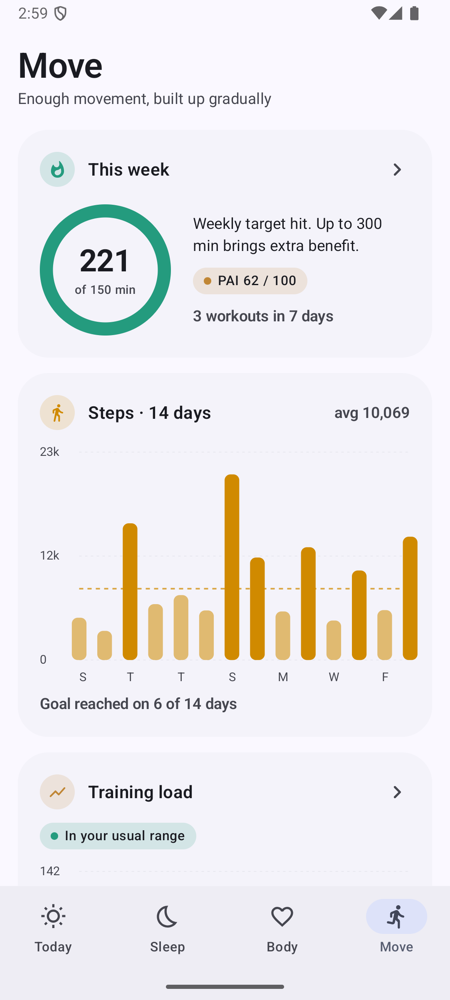 2:59
Move
Enough movement, built up gradually
This week
221
of 150 min
Weekly target hit. Up to 300
min brings extra benefit.
PAI 62 / 100
3 workouts in 7 days
Steps · 14 days
avg 10,069
23k
12k
0
S T T S M W F
Goal reached on 6 of 14 days
Training load
In your usual range
142
Today
Sleep
Body
Move